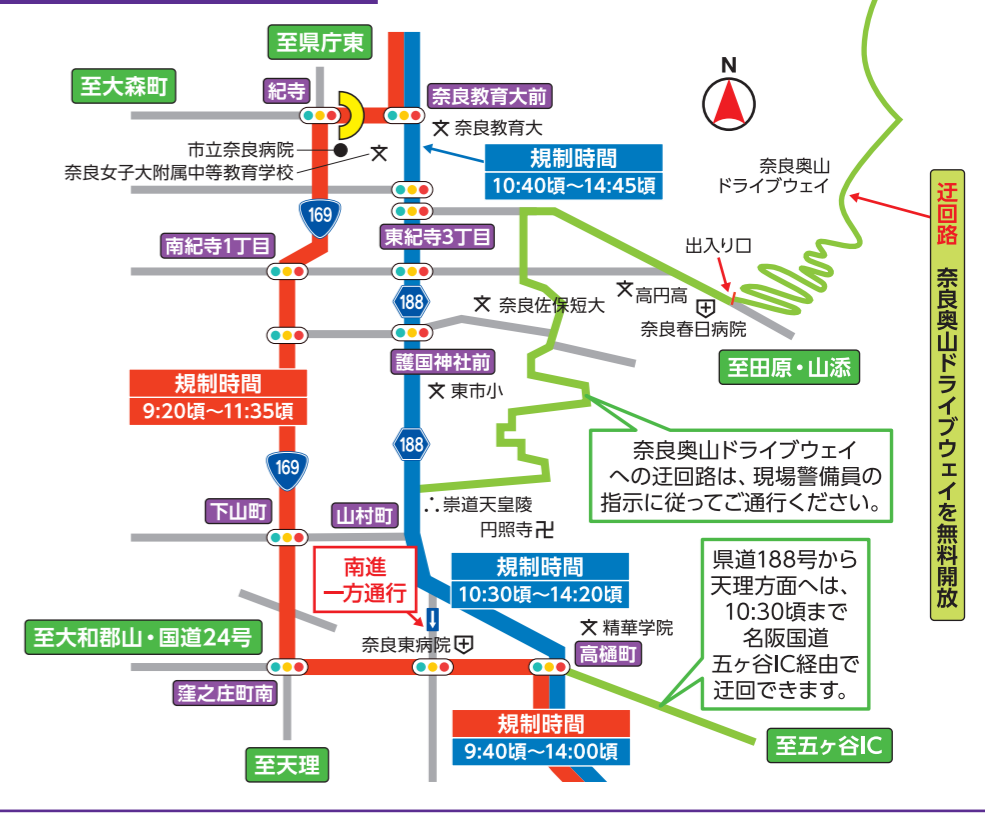 至県庁東
至大森町
紀寺
奈良教育大前
文 奈良教育大
N
市立奈良病院
文
奈良女子大附属中等教育学校
規制時間
10:40頃〜14:45頃
奈良奥山
ドライブウェイ
迂回路 奈良奥山ドライブウェイを無料開放
169
東紀寺3丁目
南紀寺1丁目
出入り口
188
文 奈良佐保短大
文 高円高
奈良春日病院
護国神社前
至田原・山添
規制時間
9:20頃〜11:35頃
文 東市小
188
奈良奥山ドライブウェイ
への迂回路は、現場警備員の
指示に従ってご通行ください。
169
下山町
山村町
∴崇道天皇陵
円照寺卍
南進
一方通行
規制時間
10:30頃〜14:20頃
県道188号から
天理方面へは、
10:30頃まで
名阪国道
五ヶ谷IC経由で
迂回できます。
至大和郡山・国道24号
文 精華学院
奈良東病院
高樋町
窪之庄町南
規制時間
9:40頃〜14:00頃
至五ヶ谷IC
至天理